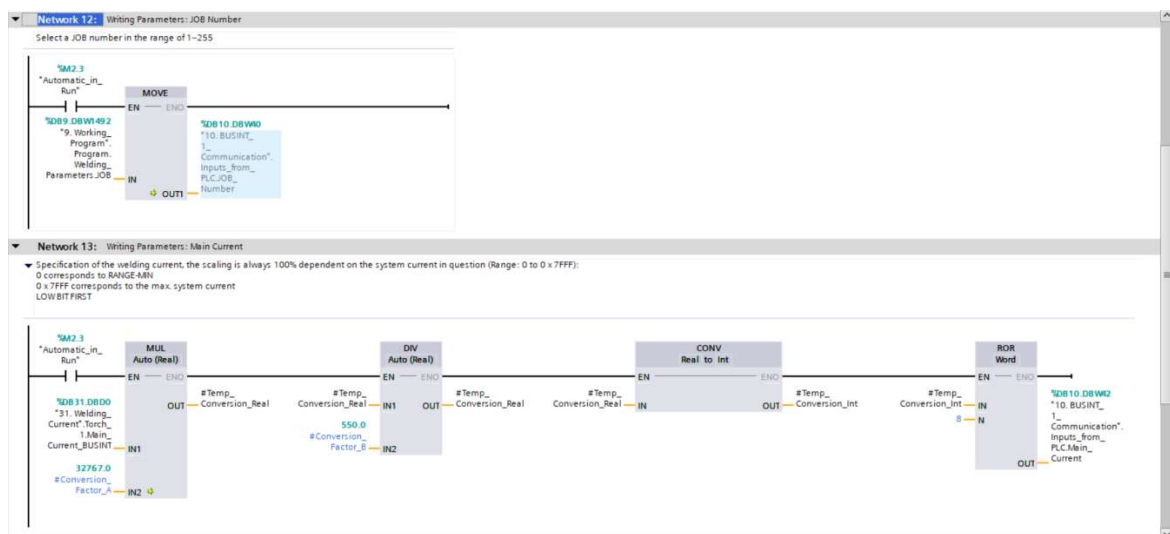 Network 12: Writing Parameters: JOB Number
Select a JOB number in the range of 1–255
%M2.3
"Automatic_in_
Run"
MOVE
EN ENO
%DB9.DBW1492
"9. Working_
Program".
Program.
Welding_
Parameters.JOB
IN
OUT1
%DB10.DBW40
"10. BUSINT_
1_
Communication".
Inputs_from_
PLC.JOB_
Number
Network 13: Writing Parameters: Main Current
Specification of the welding current, the scaling is always 100% dependent on the system current in question (Range: 0 to 0 x 7FFF):
0 corresponds to RANGE-MIN
0 x 7FFF corresponds to the max. system current
LOW BIT FIRST
%M2.3
"Automatic_in_
Run"
MUL
Auto (Real)
EN ENO
%DB31.DBD0
"31. Welding_
Current".Torch_
1.Main_
Current_BUSINT
IN1
32767.0
#Conversion_
Factor_A
IN2
OUT
#Temp_
Conversion_Real
DIV
Auto (Real)
EN ENO
#Temp_
Conversion_Real
IN1
550.0
#Conversion_
Factor_B
IN2
OUT
#Temp_
Conversion_Real
CONV
Real to Int
EN ENO
#Temp_
Conversion_Real
IN
OUT
#Temp_
Conversion_Int
ROR
Word
EN ENO
#Temp_
Conversion_Int
IN
8
N
OUT
%DB10.DBW42
"10. BUSINT_
1_
Communication".
Inputs_from_
PLC.Main_
Current